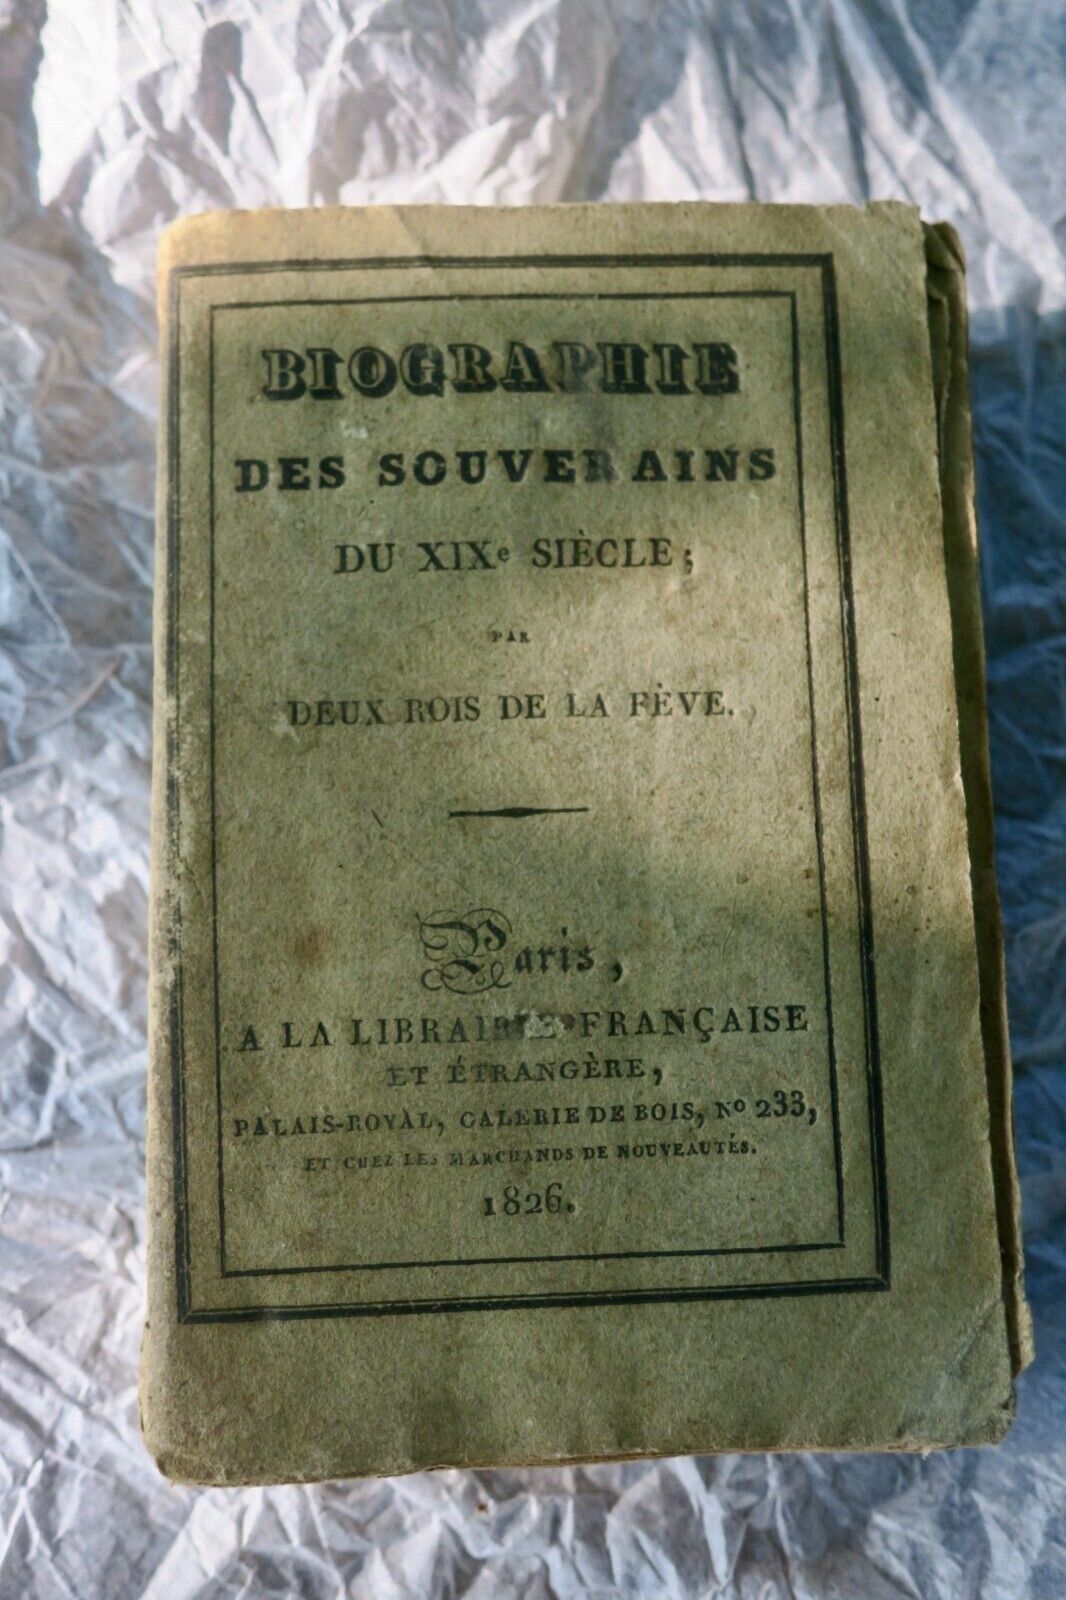 BIOGRAPHIE
DES SOUVERAINS
DU XIXe SIÈCLE;
PAR
DEUX ROIS DE LA FÈVE.
Paris,
A LA LIBRAIRIE FRANÇAISE
ET ÉTRANGÈRE,
PALAIS-ROYAL, GALERIE DE BOIS, No 233,
ET CHEZ LES MARCHANDS DE NOUVEAUTÉS.
1826.